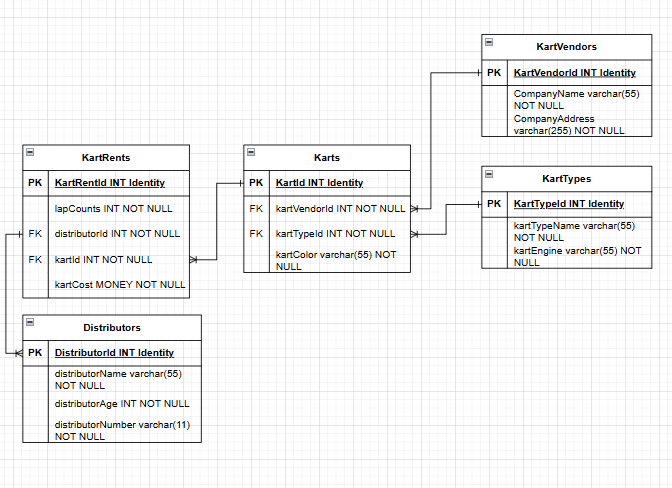 KartVendors
PK KartVendorId INT Identity
CompanyName varchar(55)
NOT NULL
CompanyAddress
varchar(255) NOT NULL
KartRents
PK KartRentId INT Identity
lapCounts INT NOT NULL
FK distributorId INT NOT NULL
FK kartId INT NOT NULL
kartCost MONEY NOT NULL
Karts
PK KartId INT Identity
FK kartVendorId INT NOT NULL
FK kartTypeId INT NOT NULL
kartColor varchar(55) NOT
NULL
KartTypes
PK KartTypeId INT Identity
kartTypeName varchar(55)
NOT NULL
kartEngine varchar(55) NOT
NULL
Distributors
PK DistributorId INT Identity
distributorName varchar(55)
NOT NULL
distributorAge INT NOT NULL
distributorNumber varchar(11)
NOT NULL